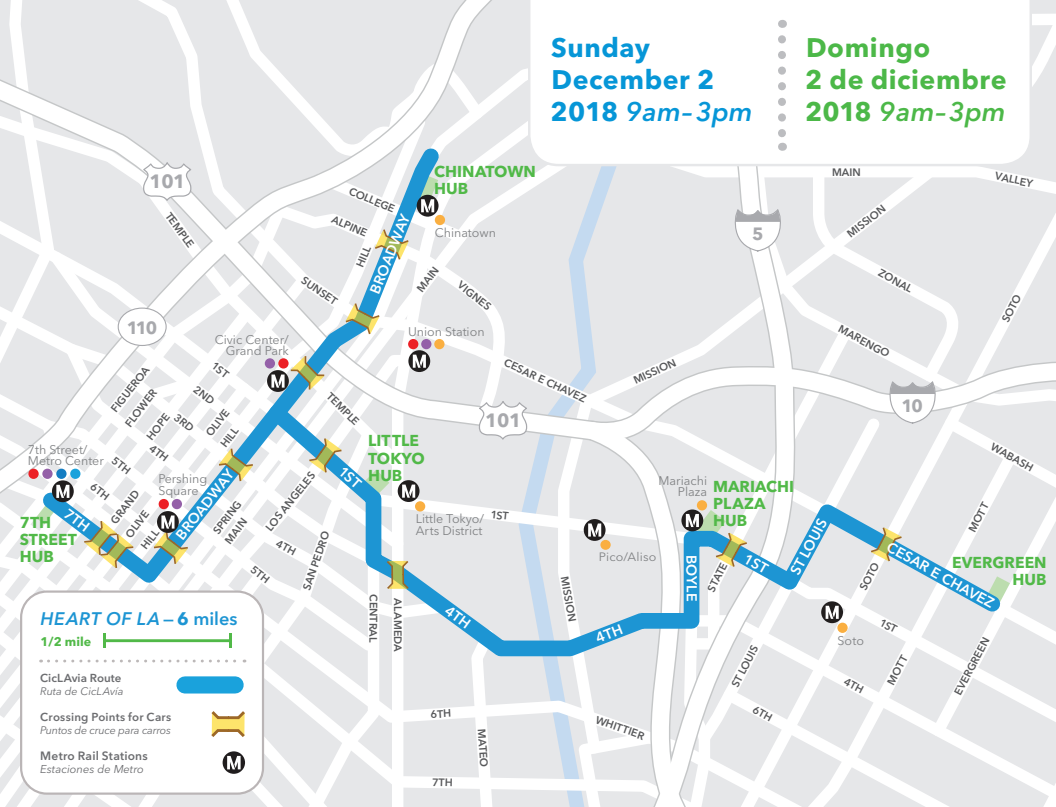 Sunday
December 2
2018 9am–3pm
Domingo
2 de diciembre
2018 9am–3pm
MAIN
VALLEY
101
CHINATOWN
HUB
COLLEGE
M
TEMPLE
ALPINE
Chinatown
MISSION
5
HILL
BROADWAY
MAIN
SUNSET
VIGNES
ZONAL
SOTO
110
Union Station
M
MARENGO
Civic Center/
Grand Park
M
1ST
CESAR E CHAVEZ
MISSION
10
FIGUEROA
FLOWER
2ND
HOPE
3RD
OLIVE
TEMPLE
101
HILL
4TH
LITTLE
TOKYO
HUB
WABASH
7th Street/
Metro Center
M
5TH
6TH
Pershing
Square
M
BROADWAY
1ST
M
Little Tokyo/
Arts District
1ST
LOS ANGELES
GRAND
OLIVE
HILL
SPRING
MAIN
7TH
7TH
STREET
HUB
M
Pico/Aliso
Mariachi
Plaza
M
MARIACHI
PLAZA
HUB
MOTT
4TH
5TH
SAN PEDRO
STATE
1ST
ST LOUIS
CESAR E CHAVEZ
SOTO
EVERGREEN
HUB
BOYLE
MISSION
CENTRAL
ALAMEDA
4TH
4TH
M
Soto
1ST
MOTT
EVERGREEN
ST LOUIS
4TH
6TH
6TH
WHITTIER
MATEO
7TH
HEART OF LA – 6 miles
1/2 mile
CicLAvia Route
Ruta de CicLAvía
Crossing Points for Cars
Puntos de cruce para carros
Metro Rail Stations
Estaciones de Metro
M